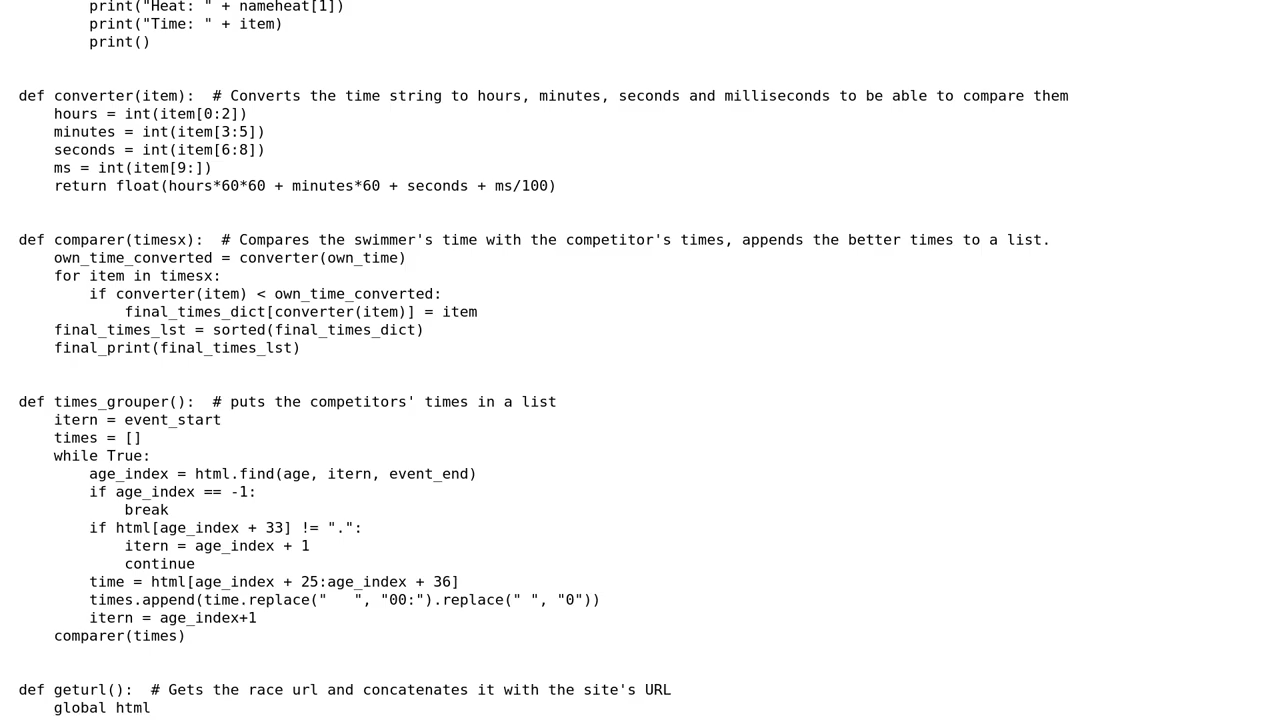 print("Heat: " + nameheat[1])
        print("Time: " + item)
        print()


def converter(item):  # Converts the time string to hours, minutes, seconds and milliseconds to be able to compare them
    hours = int(item[0:2])
    minutes = int(item[3:5])
    seconds = int(item[6:8])
    ms = int(item[9:])
    return float(hours*60*60 + minutes*60 + seconds + ms/100)


def comparer(timesx):  # Compares the swimmer's time with the competitor's times, appends the better times to a list.
    own_time_converted = converter(own_time)
    for item in timesx:
        if converter(item) < own_time_converted:
            final_times_dict[converter(item)] = item
    final_times_lst = sorted(final_times_dict)
    final_print(final_times_lst)


def times_grouper():  # puts the competitors' times in a list
    itern = event_start
    times = []
    while True:
        age_index = html.find(age, itern, event_end)
        if age_index == -1:
            break
        if html[age_index + 33] != ".":
            itern = age_index + 1
            continue
        time = html[age_index + 25:age_index + 36]
        times.append(time.replace("   ", "00:").replace(" ", "0"))
        itern = age_index+1
    comparer(times)


def geturl():  # Gets the race url and concatenates it with the site's URL
    global html